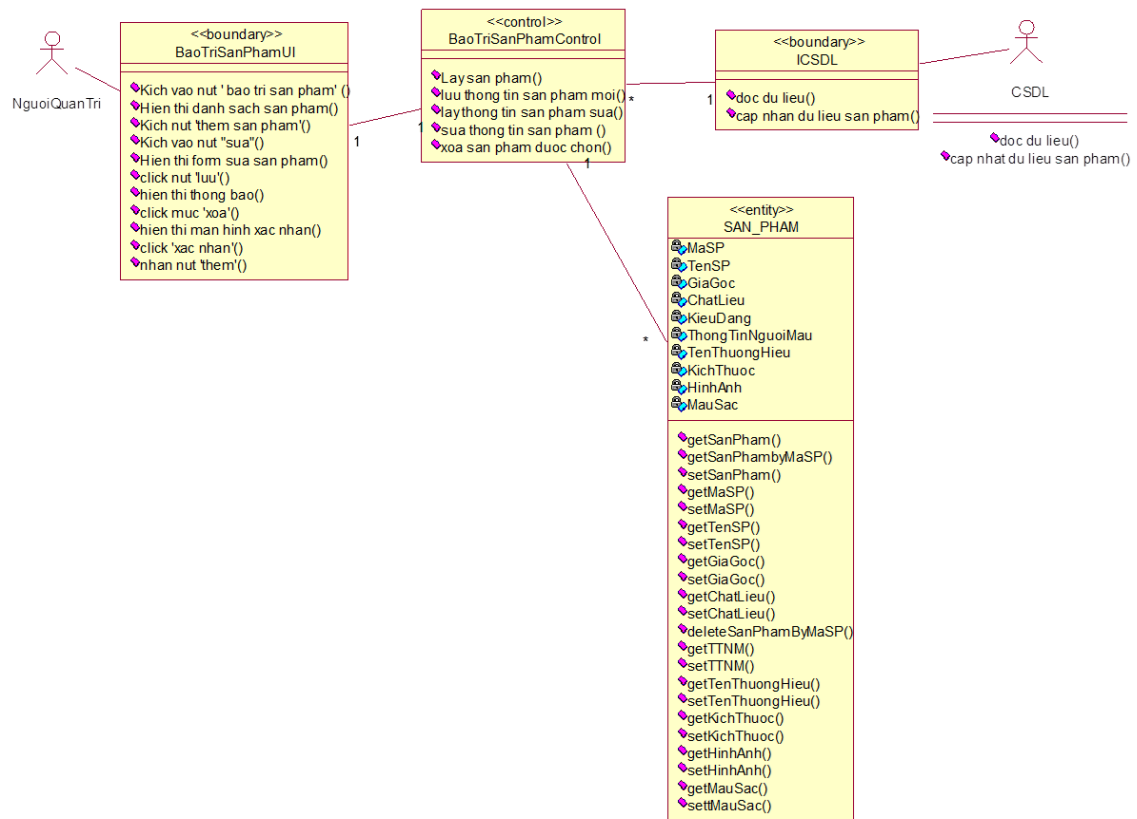 NguoiQuanTri
<<boundary>>
BaoTriSanPhamUI
Kich vao nut ' bao tri san pham' ()
Hien thi danh sach san pham()
Kich nut 'them san pham'()
Kich vao nut "sua"()
Hien thi form sua san pham()
click nut 'luu'()
hien thi thong bao()
click muc 'xoa'()
hien thi man hinh xac nhan()
click 'xac nhan'()
nhan nut 'them'()
1
1
<<control>>
BaoTriSanPhamControl
Lay san pham()
luu thong tin san pham moi()
lay thong tin san pham sua()
sua thong tin san pham ()
xoa san pham duoc chon()
*
1
<<boundary>>
ICSDL
doc du lieu()
cap nhan du lieu san pham()
CSDL
doc du lieu()
cap nhat du lieu san pham()
1
*
<<entity>>
SAN_PHAM
MaSP
TenSP
GiaGoc
ChatLieu
KieuDang
ThongTinNguoiMau
TenThuongHieu
KichThuoc
HinhAnh
MauSac
getSanPham()
getSanPhambyMaSP()
setSanPham()
getMaSP()
setMaSP()
getTenSP()
setTenSP()
getGiaGoc()
setGiaGoc()
getChatLieu()
setChatLieu()
deleteSanPhamByMaSP()
getTTNM()
setTTNM()
getTenThuongHieu()
setTenThuongHieu()
getKichThuoc()
setKichThuoc()
getHinhAnh()
setHinhAnh()
getMauSac()
settMauSac()